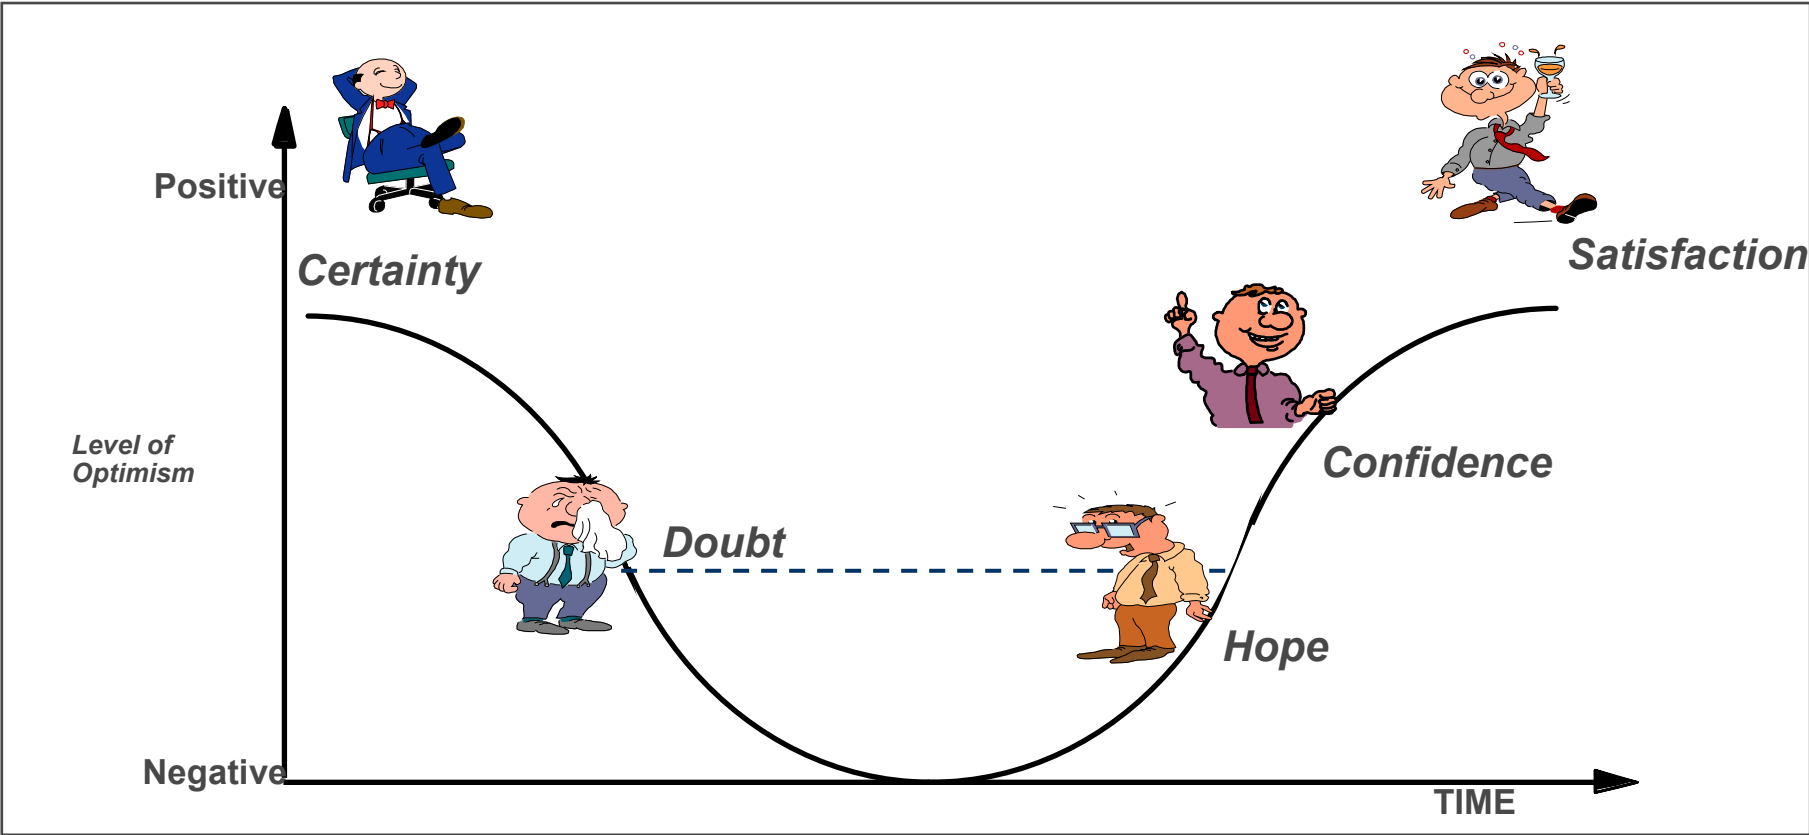 Positive
Certainty
Satisfaction
Level of
Optimism
Confidence
Doubt
Hope
Negative
TIME